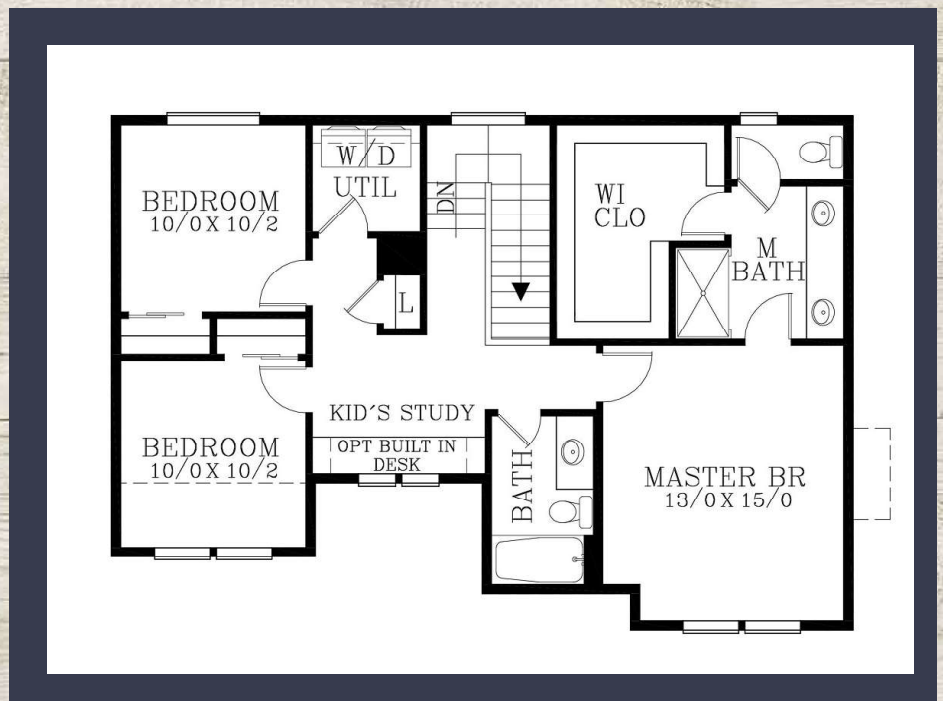 BEDROOM
10/0 X 10/2
W/D
UTIL
DN
WI
CLO
M
BATH
L
KID'S STUDY
OPT BUILT IN
DESK
BEDROOM
10/0 X 10/2
BATH
MASTER BR
13/0 X 15/0